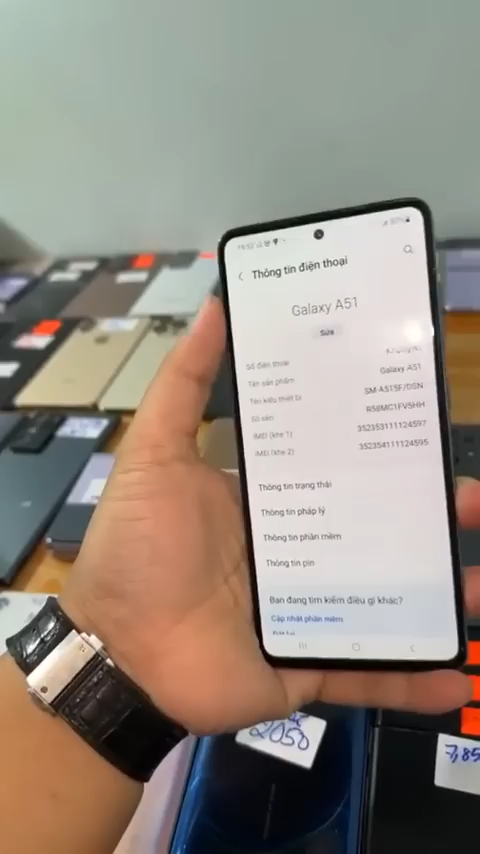 Thông tin điện thoại
Galaxy A51
Sửa
Số điện thoại
Tên sản phẩm Galaxy A51
Tên kiểu thiết bị SM-A515F/DSN
Số sêri R58MC1FV5HH
IMEI (khe 1) 352353111124597
IMEI (khe 2) 352354111124595
Thông tin trạng thái
Thông tin pháp lý
Thông tin phần mềm
Thông tin pin
Bạn đang tìm kiếm điều gì khác?
Cập nhật phần mềm
Đặt lại
2050
7,85